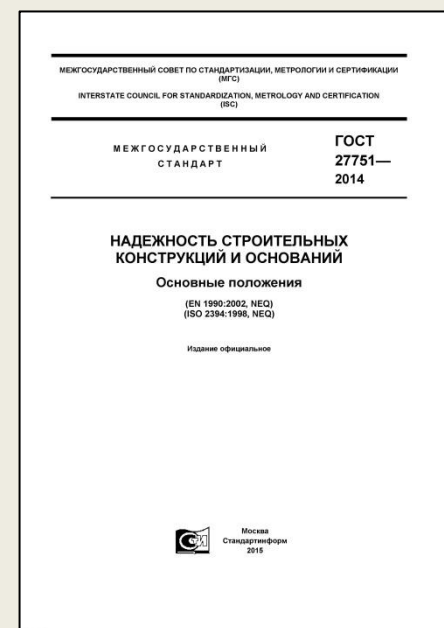 МЕЖГОСУДАРСТВЕННЫЙ СОВЕТ ПО СТАНДАРТИЗАЦИИ, МЕТРОЛОГИИ И СЕРТИФИКАЦИИ
(МГС)
INTERSTATE COUNCIL FOR STANDARDIZATION, METROLOGY AND CERTIFICATION
(ISC)
МЕЖГОСУДАРСТВЕННЫЙ
СТАНДАРТ
ГОСТ
27751—
2014
НАДЕЖНОСТЬ СТРОИТЕЛЬНЫХ
КОНСТРУКЦИЙ И ОСНОВАНИЙ
Основные положения
(EN 1990:2002, NEQ)
(ISO 2394:1998, NEQ)
Издание официальное
Москва
Стандартинформ
2015